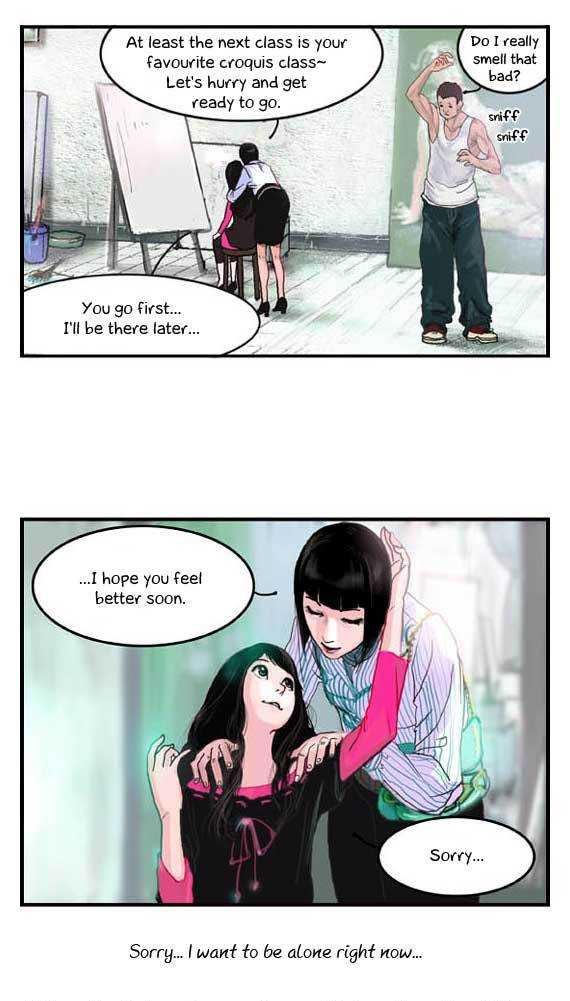 At least the next class is your
favourite croquis class~
Let's hurry and get
ready to go.
Do I really
smell that
bad?
sniff
sniff
You go first...
I'll be there later...
...I hope you feel
better soon.
Sorry...
Sorry... I want to be alone right now...